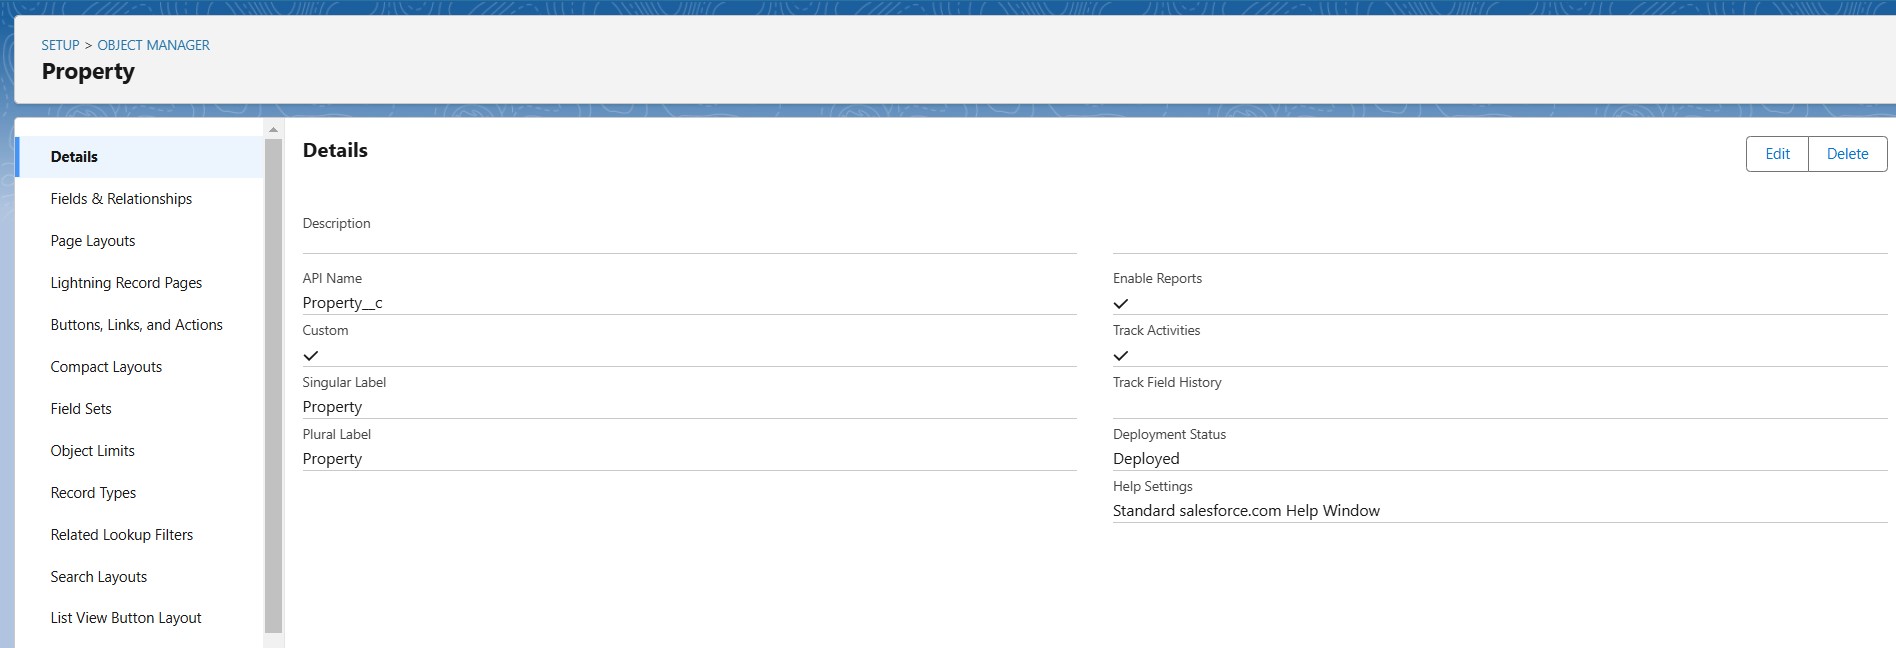 SETUP > OBJECT MANAGER
Property
Details
Fields & Relationships
Page Layouts
Lightning Record Pages
Buttons, Links, and Actions
Compact Layouts
Field Sets
Object Limits
Record Types
Related Lookup Filters
Search Layouts
List View Button Layout
Details
Edit
Delete
Description
API Name
Property__c
Custom
Singular Label
Property
Plural Label
Property
Enable Reports
Track Activities
Track Field History
Deployment Status
Deployed
Help Settings
Standard salesforce.com Help Window